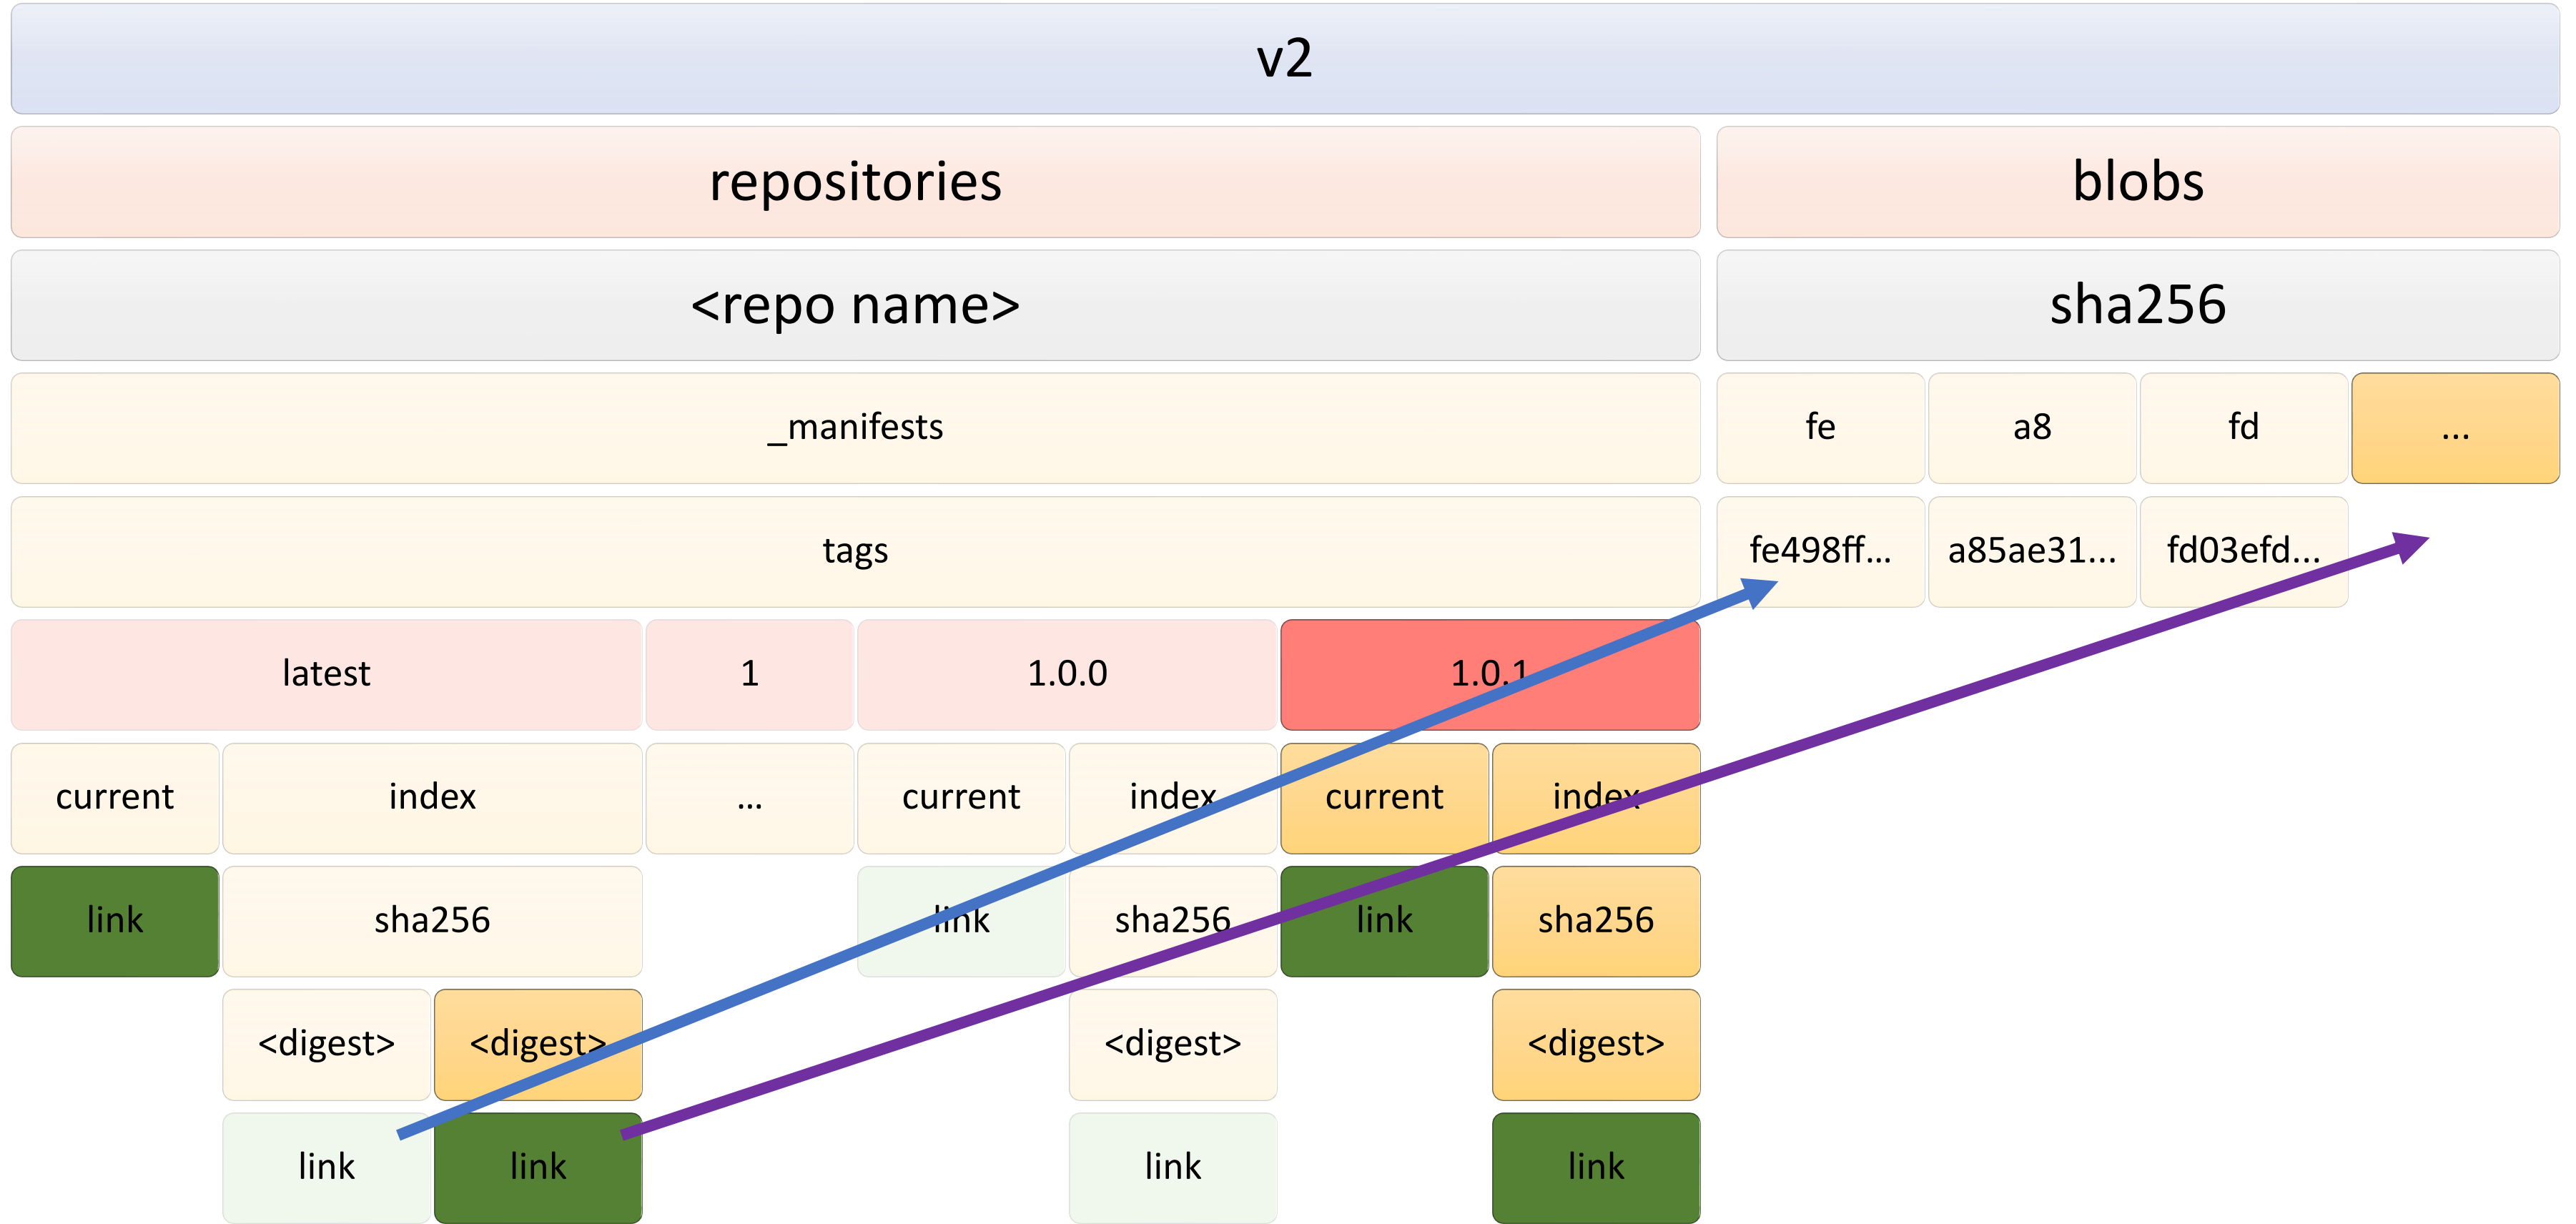 v2
repositories
blobs
<repo name>
sha256
_manifests
fe
a8
fd
...
tags
fe498ff...
a85ae31...
fd03efd...
latest
1
1.0.0
1.0.1
current
index
...
current
index
current
index
link
sha256
link
sha256
link
sha256
<digest>
<digest>
<digest>
<digest>
link
link
link
link